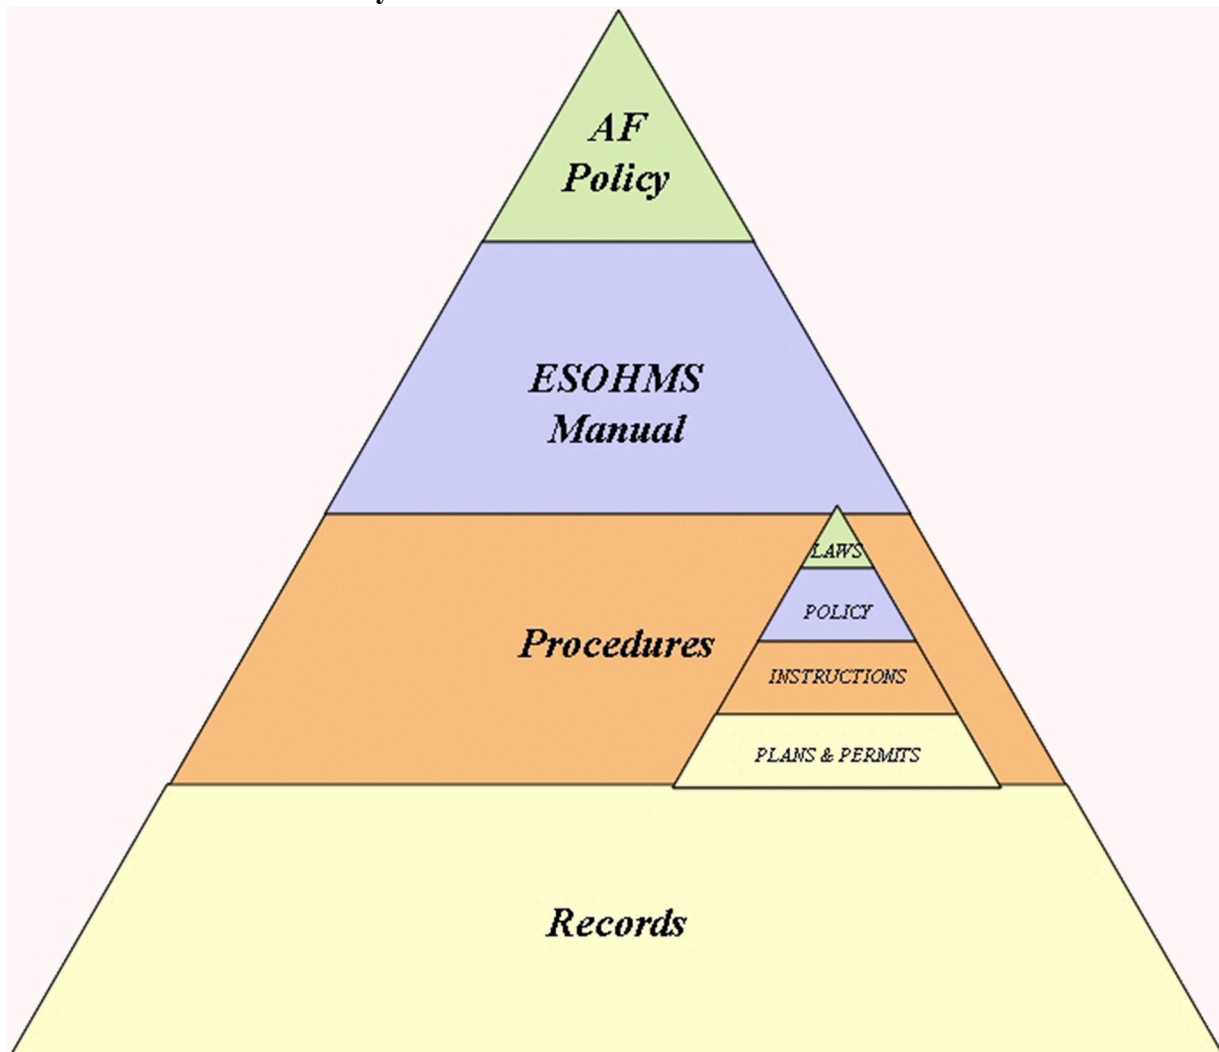 AF
Policy
ESOHMS
Manual
Procedures
LAWS
POLICY
INSTRUCTIONS
PLANS & PERMITS
Records